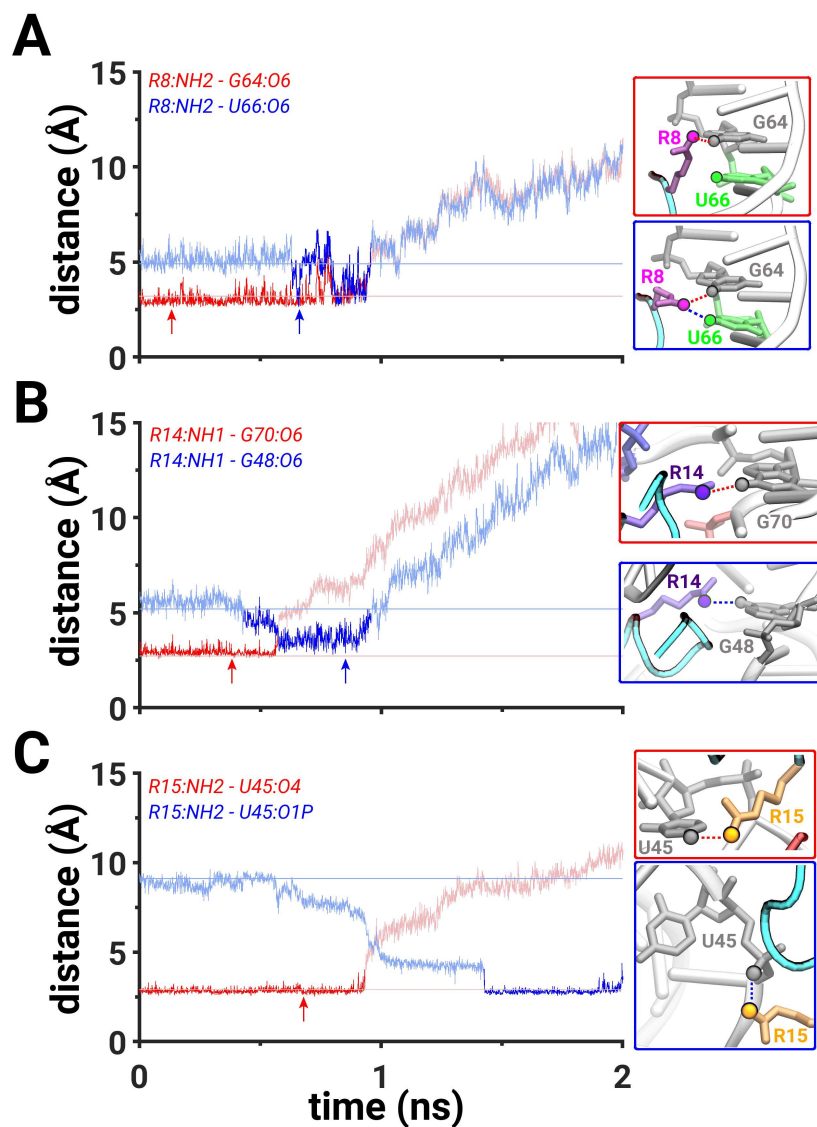 A
15
10
5
0
distance (Å)
R8:NH2 - G64:O6
R8:NH2 - U66:O6
R8
G64
U66
R8
G64
U66
B
15
10
5
0
distance (Å)
R14:NH1 - G70:O6
R14:NH1 - G48:O6
R14
G70
R14
G48
C
15
10
5
0
distance (Å)
R15:NH2 - U45:O4
R15:NH2 - U45:O1P
U45
R15
U45
R15
0
1
2
time (ns)